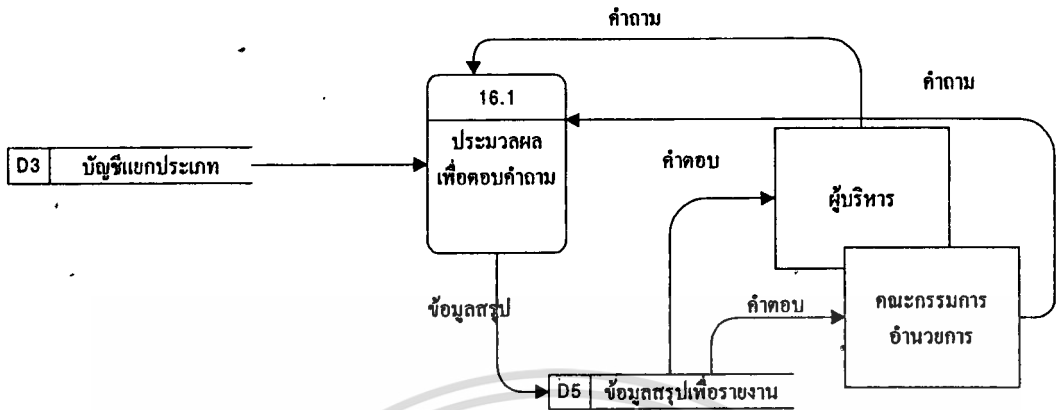 คำถาม
คำถาม
16.1
ประมวลผล
เพื่อตอบคำถาม
D3 บัญชีแยกประเภท
คำตอบ
ผู้บริหาร
ข้อมูลสรุป
คำตอบ
คณะกรรมการ
อำนวยการ
D5 ข้อมูลสรุปเพื่อรายงาน